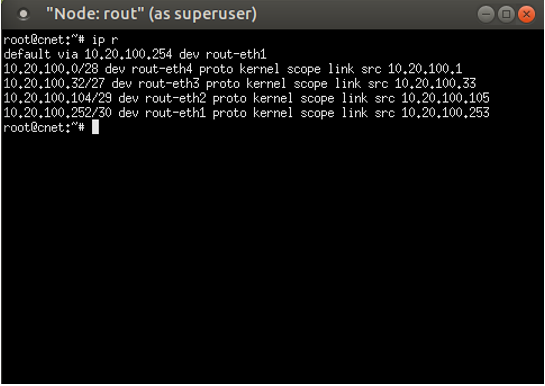 "Node: rout" (as superuser)
root@cnet:~# ip r
default via 10.20.100.254 dev rout-eth1
10.20.100.0/28 dev rout-eth4 proto kernel scope link src 10.20.100.1
10.20.100.32/27 dev rout-eth3 proto kernel scope link src 10.20.100.33
10.20.100.104/29 dev rout-eth2 proto kernel scope link src 10.20.100.105
10.20.100.252/30 dev rout-eth1 proto kernel scope link src 10.20.100.253
root@cnet:~#